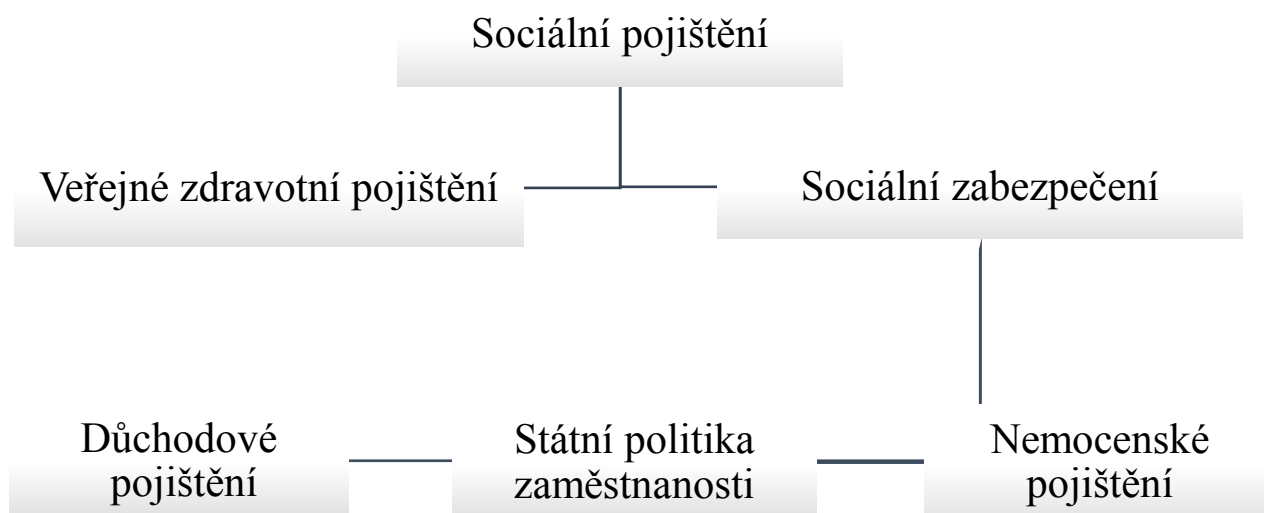 Sociální pojištění
Veřejné zdravotní pojištění
Sociální zabezpečení
Důchodové
pojištění
Státní politika
zaměstnanosti
Nemocenské
pojištění